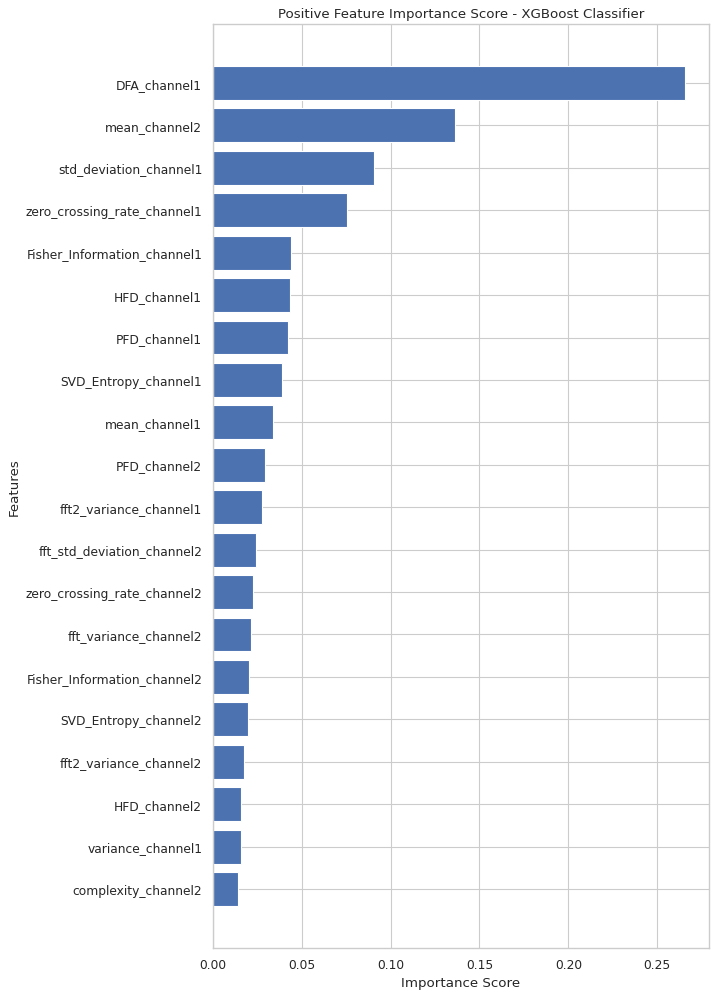 Positive Feature Importance Score - XGBoost Classifier
DFA_channel1
mean_channel2
std_deviation_channel1
zero_crossing_rate_channel1
Fisher_Information_channel1
HFD_channel1
PFD_channel1
SVD_Entropy_channel1
mean_channel1
PFD_channel2
fft2_variance_channel1
fft_std_deviation_channel2
zero_crossing_rate_channel2
fft_variance_channel2
Fisher_Information_channel2
SVD_Entropy_channel2
fft2_variance_channel2
HFD_channel2
variance_channel1
complexity_channel2
Features
0.00 0.05 0.10 0.15 0.20 0.25
Importance Score